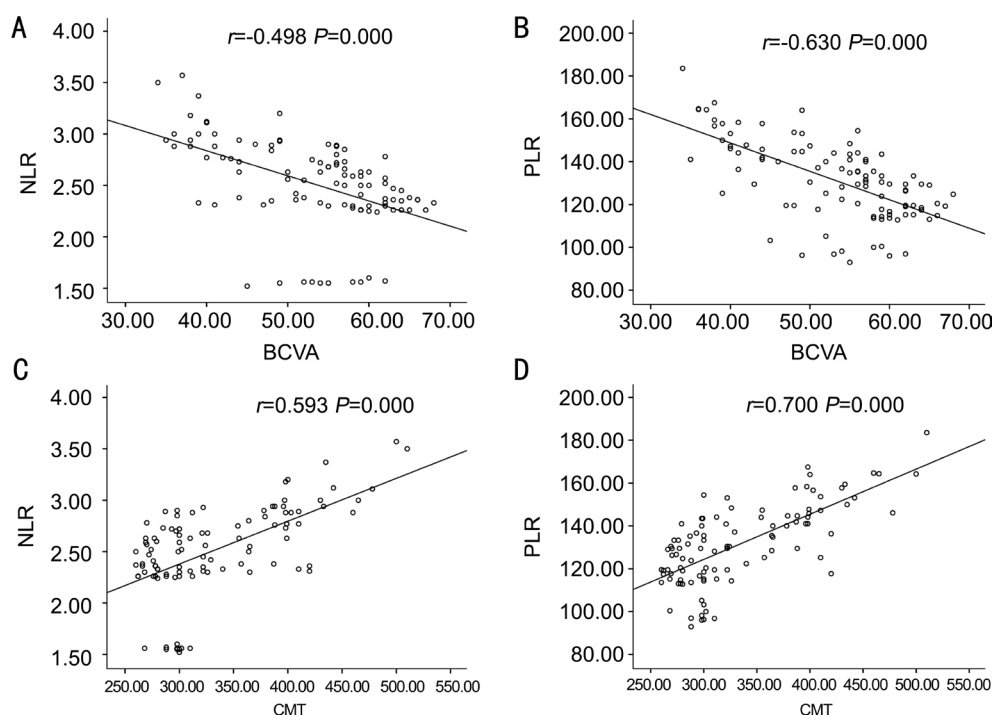 A
r=-0.498 P=0.000
4.00
3.50
3.00
2.50
2.00
1.50
NLR
30.00 40.00 50.00 60.00 70.00
BCVA
B
r=-0.630 P=0.000
200.00
180.00
160.00
140.00
120.00
100.00
80.00
PLR
30.00 40.00 50.00 60.00 70.00
BCVA
C
r=0.593 P=0.000
4.00
3.50
3.00
2.50
2.00
1.50
NLR
250.00 300.00 350.00 400.00 450.00 500.00 550.00
CMT
D
r=0.700 P=0.000
200.00
180.00
160.00
140.00
120.00
100.00
80.00
PLR
250.00 300.00 350.00 400.00 450.00 500.00 550.00
CMT